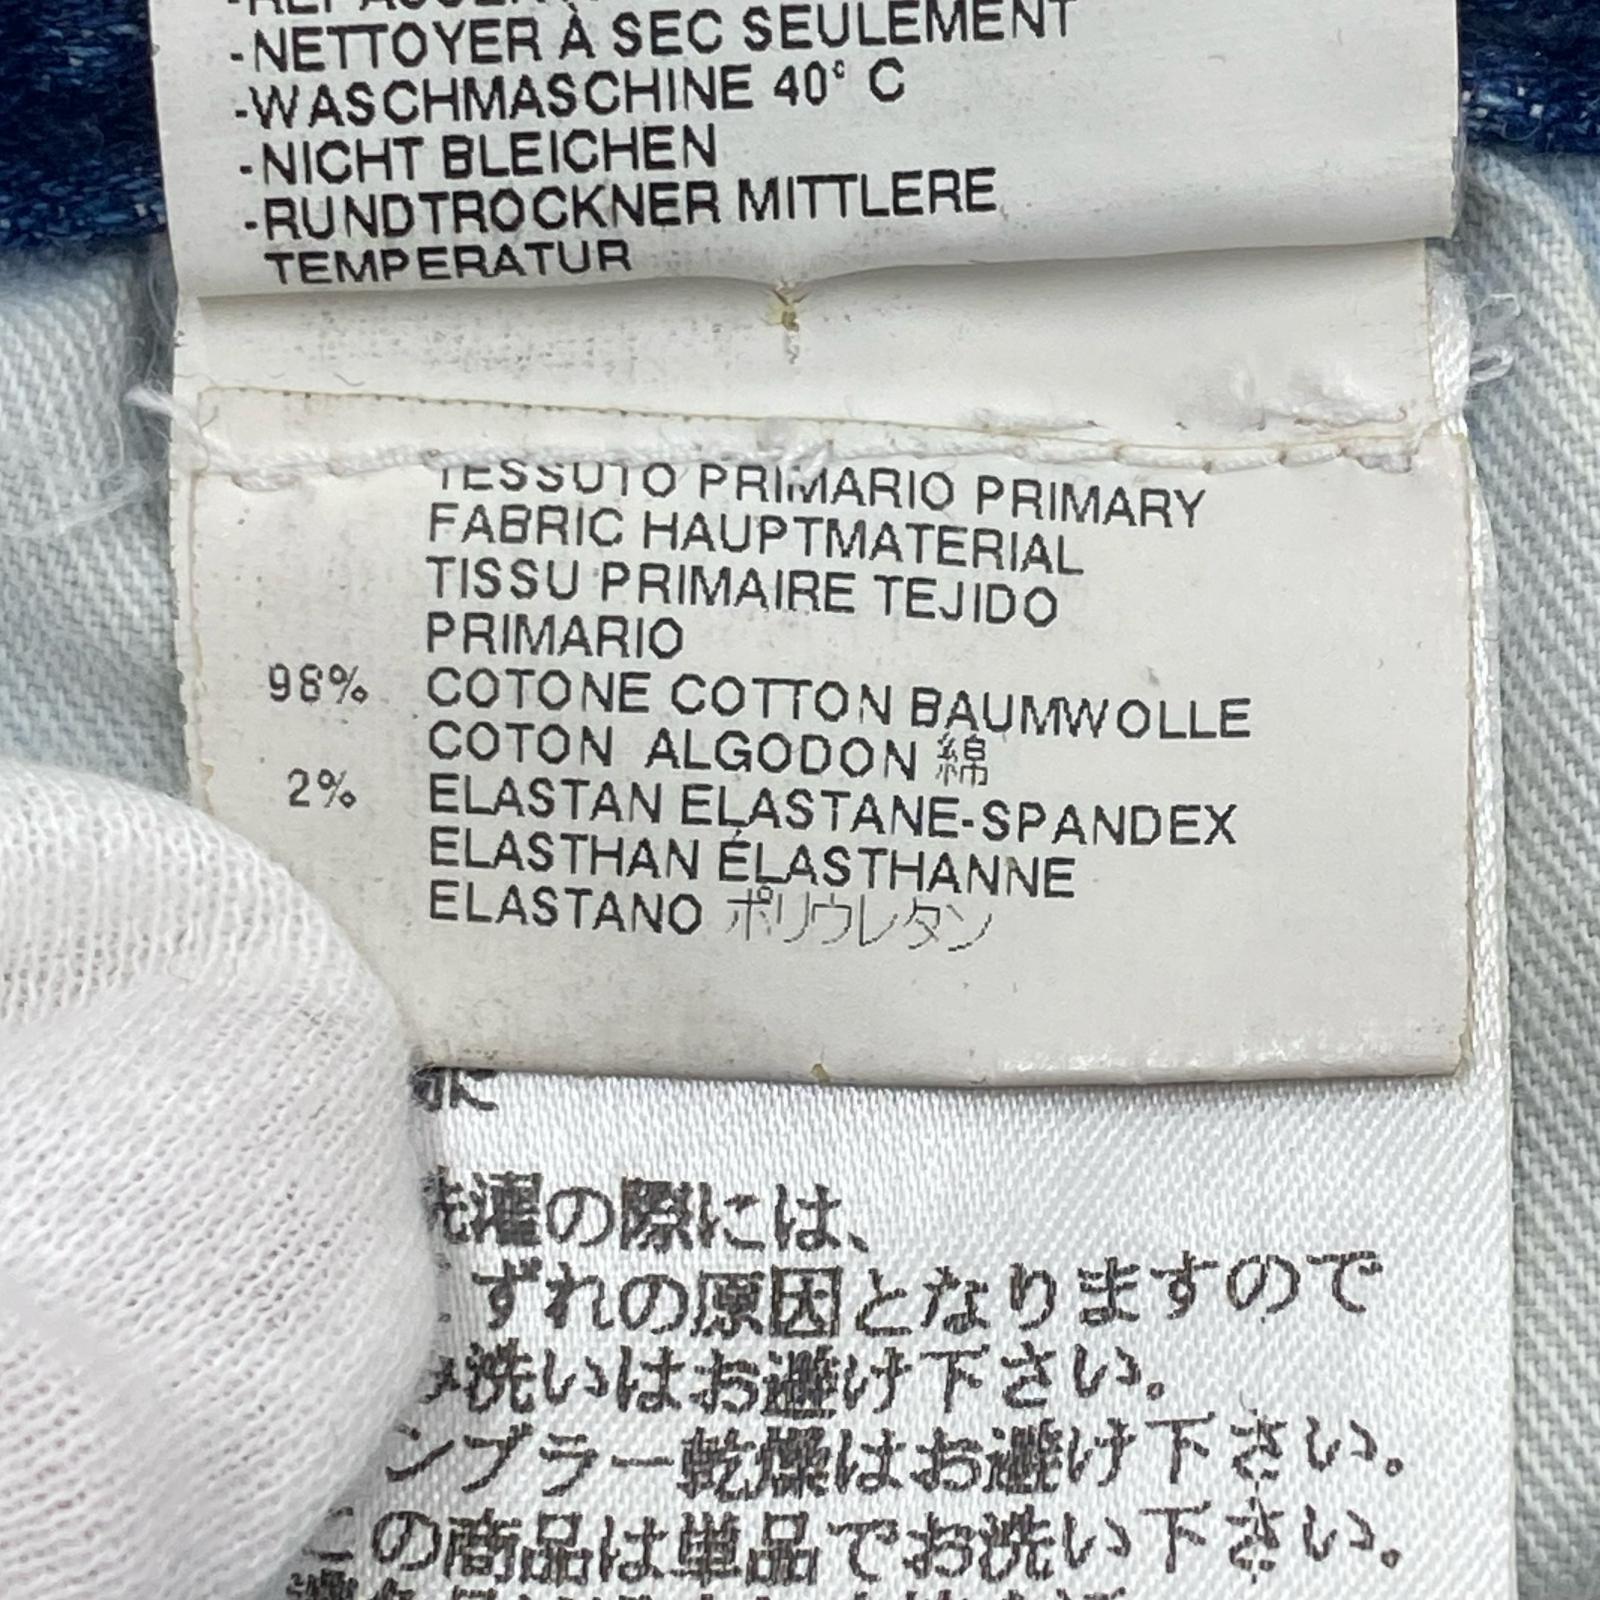 -NETTOYER À SEC SEULEMENT
-WASCHMASCHINE 40° C
-NICHT BLEICHEN
-RUNDTROCKNER MITTLERE
TEMPERATUR
TESSUTO PRIMARIO PRIMARY
FABRIC HAUPTMATERIAL
TISSU PRIMAIRE TEJIDO
PRIMARIO
98% COTONE COTTON BAUMWOLLE
COTON ALGODON 綿
2% ELASTAN ELASTANE-SPANDEX
ELASTHAN ÉLASTHANNE
ELASTANO ポリウレタン
洗濯の際には、
ずれの原因となりますので
洗いはお避け下さい。
ンブラー乾燥はお避け下さい。
この商品は単品でお洗い下さい。